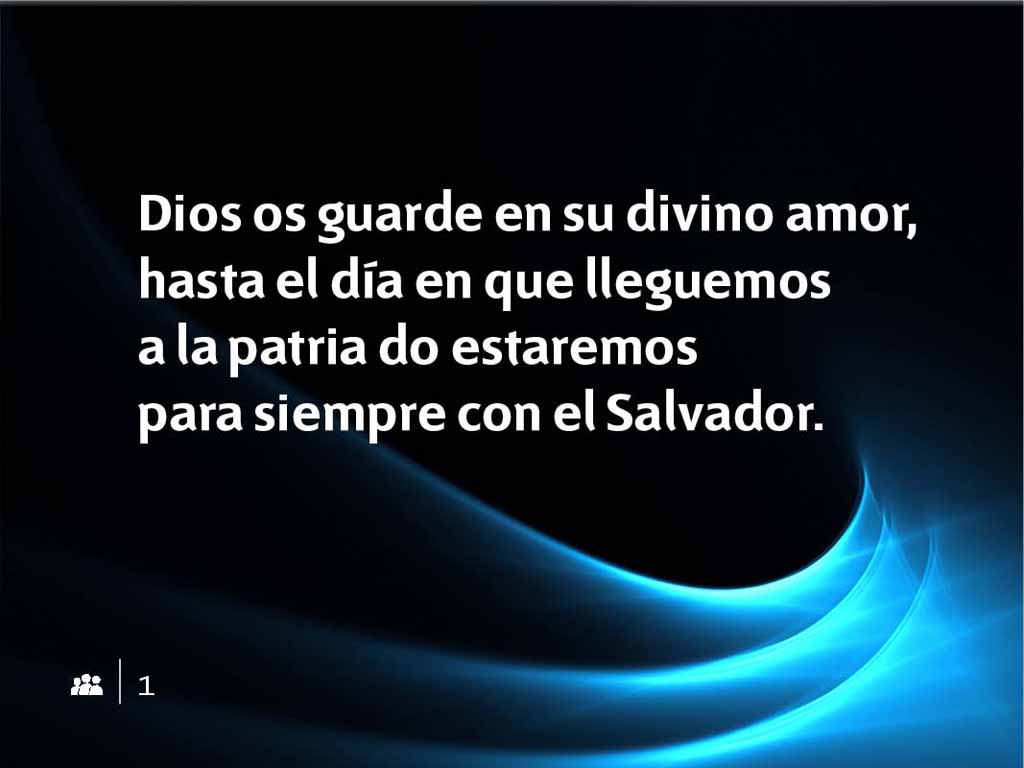 Dios os guarde en su divino amor,
hasta el día en que lleguemos
a la patria do estaremos
para siempre con el Salvador.
1